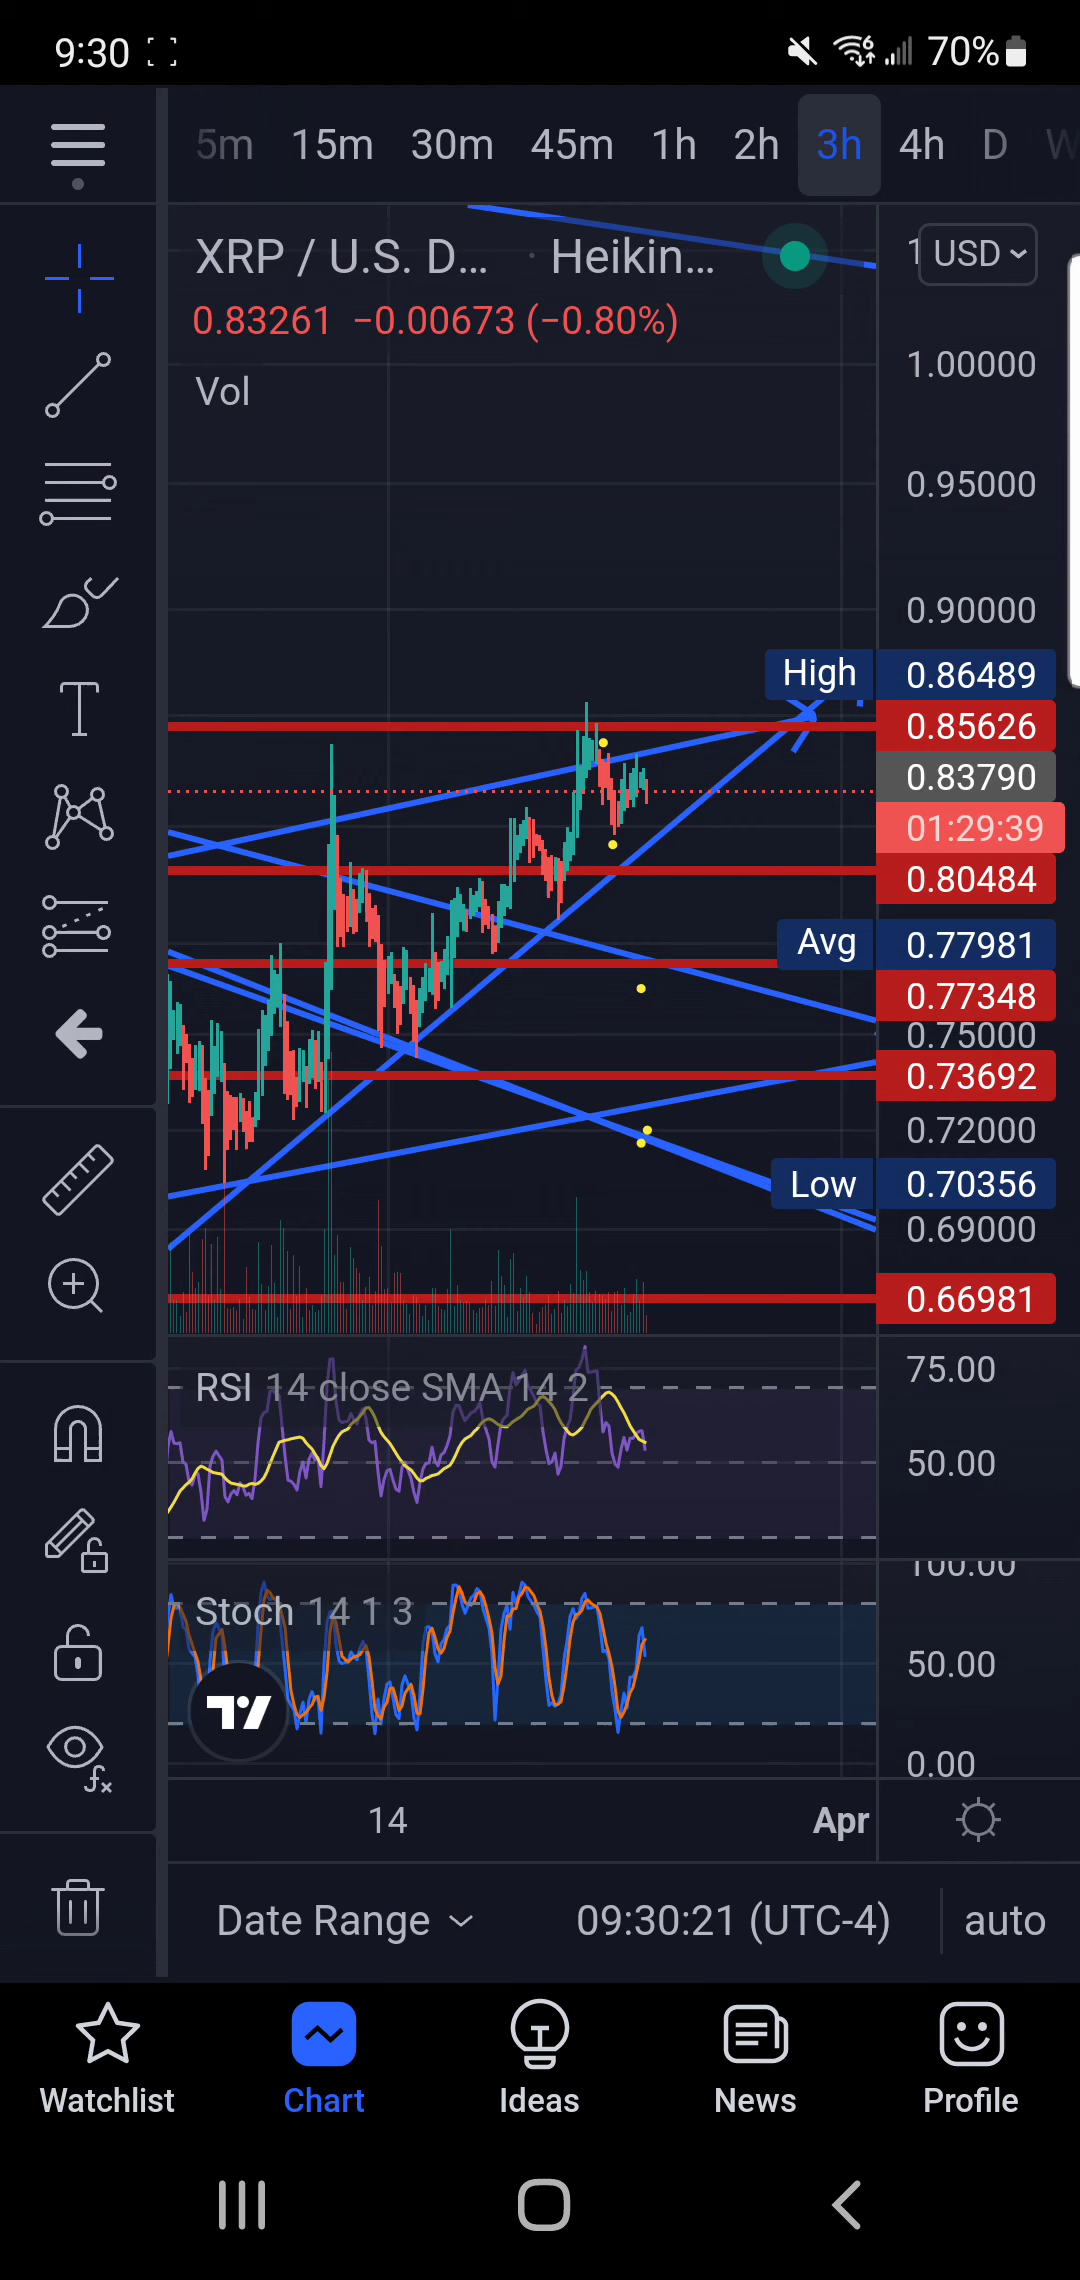 9:30 70%
5m 15m 30m 45m 1h 2h 3h 4h D W
XRP / U.S. D... · Heikin...
1 USD
0.83261 −0.00673 (−0.80%)
1.00000
Vol
0.95000
0.90000
High 0.86489
0.85626
0.83790
01:29:39
0.80484
Avg 0.77981
0.77348
0.75000
0.73692
0.72000
Low 0.70356
0.69000
0.66981
RSI 14 close SMA 14 2
75.00
50.00
100.00
Stoch 14 1 3
50.00
0.00
14 Apr
Date Range 09:30:21 (UTC-4) auto
Watchlist Chart Ideas News Profile